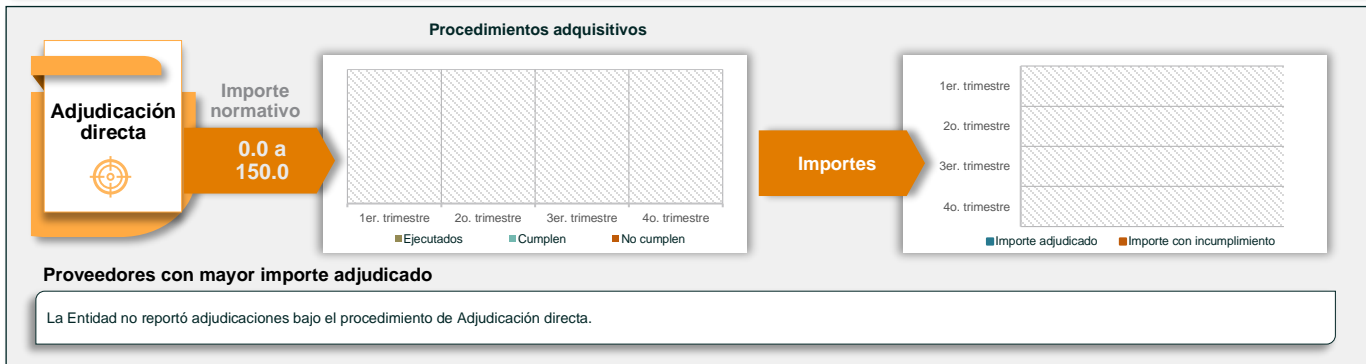 Procedimientos adquisitivos
Adjudicación
directa
Importe
normativo
0.0 a
150.0
1er. trimestre
2o. trimestre
3er. trimestre
4o. trimestre
Ejecutados
Cumplen
No cumplen
Importes
1er. trimestre
2o. trimestre
3er. trimestre
4o. trimestre
Importe adjudicado
Importe con incumplimiento
Proveedores con mayor importe adjudicado
La Entidad no reportó adjudicaciones bajo el procedimiento de Adjudicación directa.